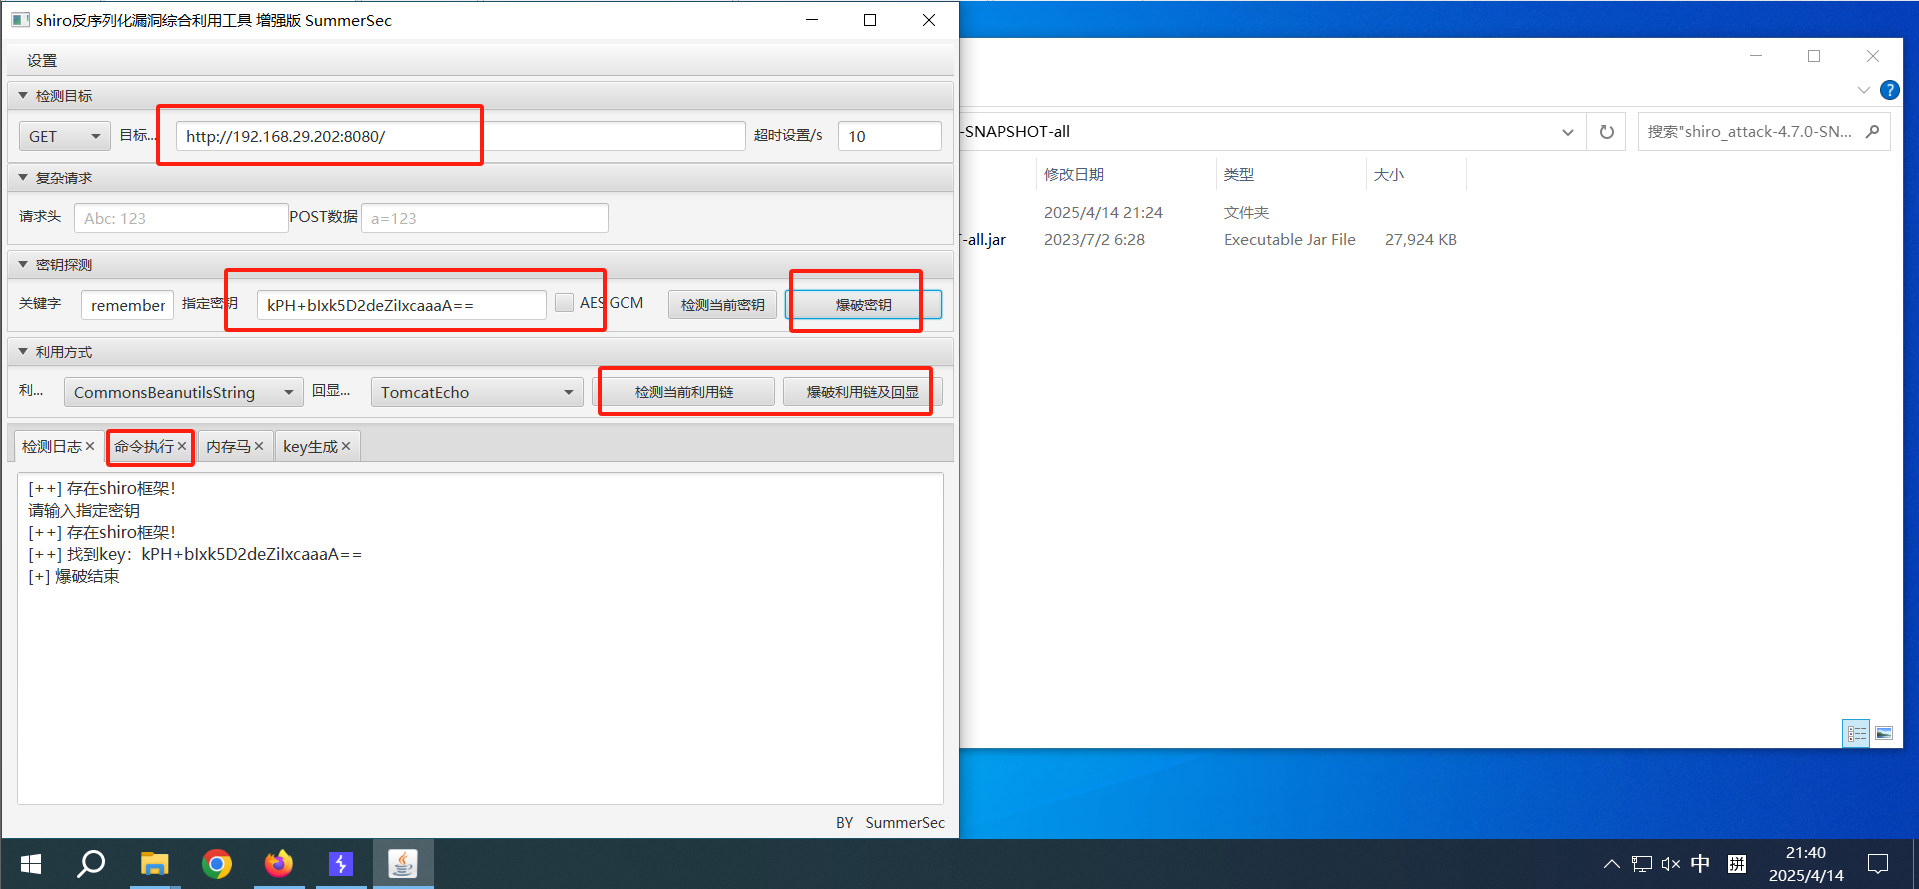 shiro反序列化漏洞综合利用工具 增强版 SummerSec
设置
检测目标
GET 目标... http://192.168.29.202:8080/ 超时设置/s 10
复杂请求
请求头 Abc: 123 POST数据 a=123
密钥探测
关键字 remember 指定密钥 kPH+bIxk5D2deZiIxcaaaA== AES GCM 检测当前密钥 爆破密钥
利用方式
利... CommonsBeanutilsString 回显... TomcatEcho 检测当前利用链 爆破利用链及回显
检测日志 命令执行 内存马 key生成
[++] 存在shiro框架!
请输入指定密钥
[++] 存在shiro框架!
[++] 找到key：kPH+bIxk5D2deZiIxcaaaA==
[+] 爆破结束
BY SummerSec
-SNAPSHOT-all 搜索"shiro_attack-4.7.0-SN...
修改日期 类型 大小
2025/4/14 21:24 文件夹
-all.jar 2023/7/2 6:28 Executable Jar File 27,924 KB
中 拼 21:40
2025/4/14